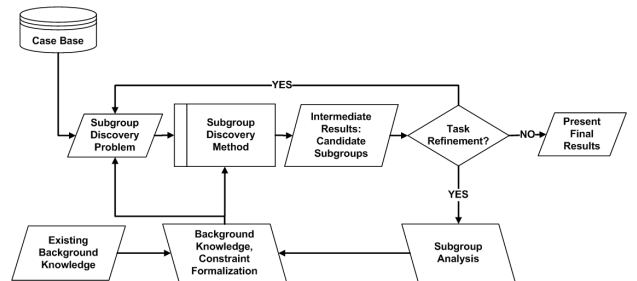 Case Base
YES
Subgroup
Discovery
Problem
Subgroup
Discovery
Method
Intermediate
Results:
Candidate
Subgroups
Task
Refinement?
NO
Present
Final
Results
YES
Existing
Background
Knowledge
Background
Knowledge,
Constraint
Formalization
Subgroup
Analysis